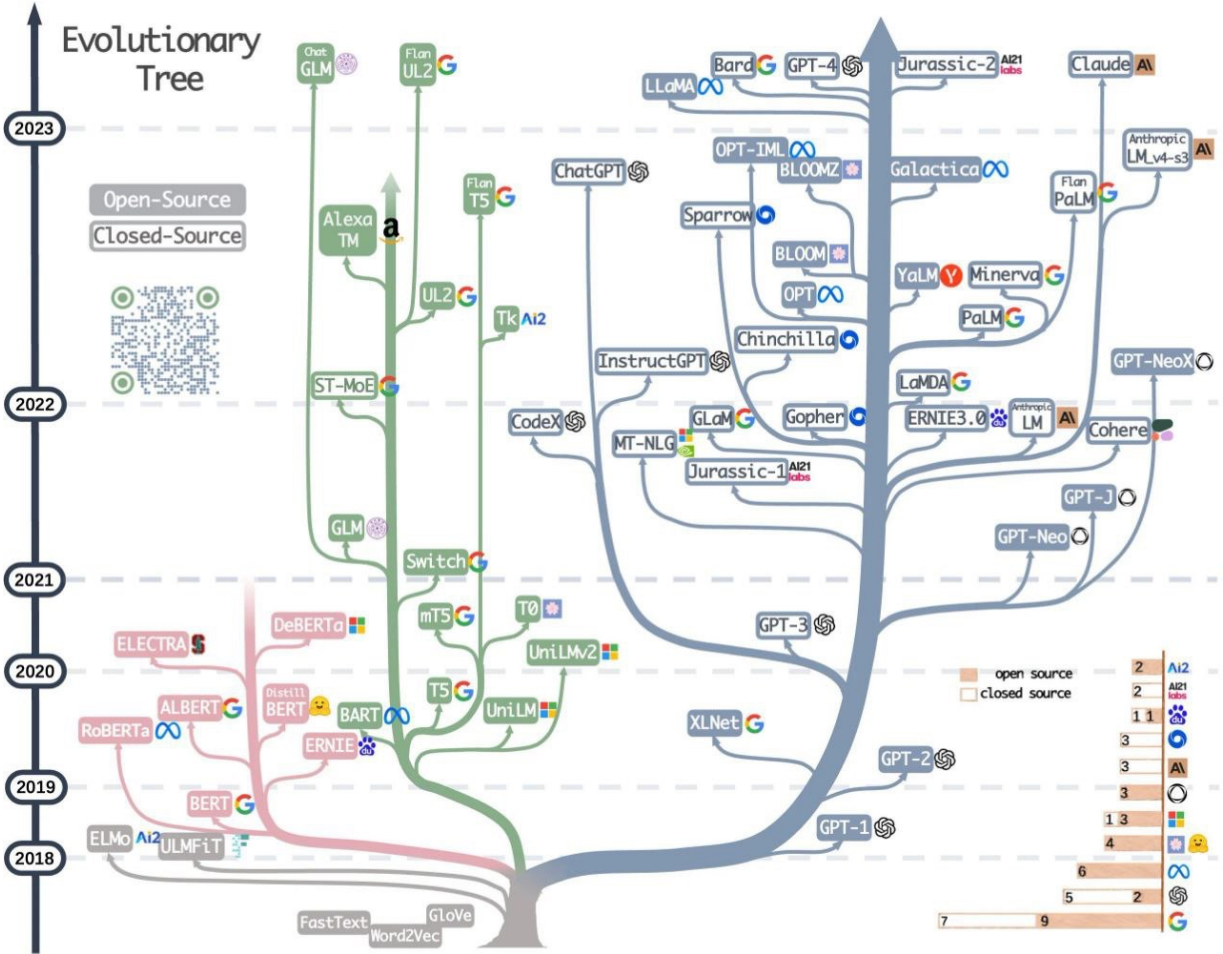 Evolutionary
Tree
2023
2022
2021
2020
2019
2018
Open-Source
Closed-Source
Chat
GLM
Flan
UL2
Alexa
TM
a
Flan
T5
UL2
Tk
Ai2
ST-MoE
GLM
Switch
mT5
T0
UniLMv2
T5
BART
UniLM
DeBERTa
ELECTRA
S
ALBERT
Distill
BERT
RoBERTa
ERNIE
du
BERT
ELMo
Ai2
ULMFiT
FastText
Word2Vec
GloVe
LLaMA
Bard
GPT-4
Jurassic-2
AI21
labs
Claude
A\
Anthropic
LM_v4-s3
A\
OPT-IML
BLOOMZ
Galactica
ChatGPT
Flan
PaLM
Sparrow
BLOOM
YaLM
Minerva
OPT
PaLM
Chinchilla
InstructGPT
GPT-NeoX
LaMDA
CodeX
GLaM
Gopher
ERNIE3.0
du
Anthropic
LM
A\
Cohere
MT-NLG
Jurassic-1
AI21
labs
GPT-J
GPT-Neo
GPT-3
XLNet
GPT-2
GPT-1
open source
closed source
2 Ai2
2 AI21
labs
1 1 du
3
3 A\
3
1 3
4
6
5 2
7 9 G